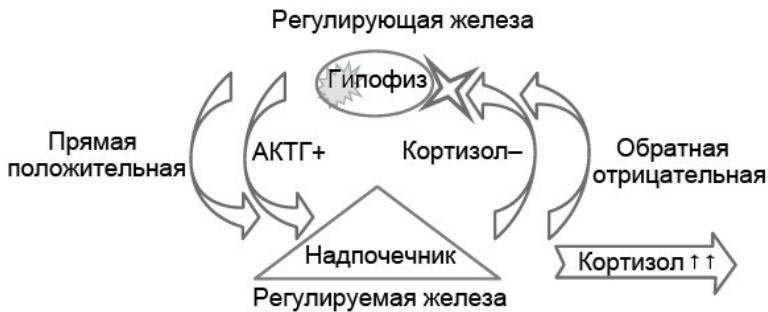 Регулирующая железа
Гипофиз
Прямая
положительная
АКТГ+
Кортизол–
Обратная
отрицательная
Надпочечник
Кортизол ↑↑
Регулируемая железа